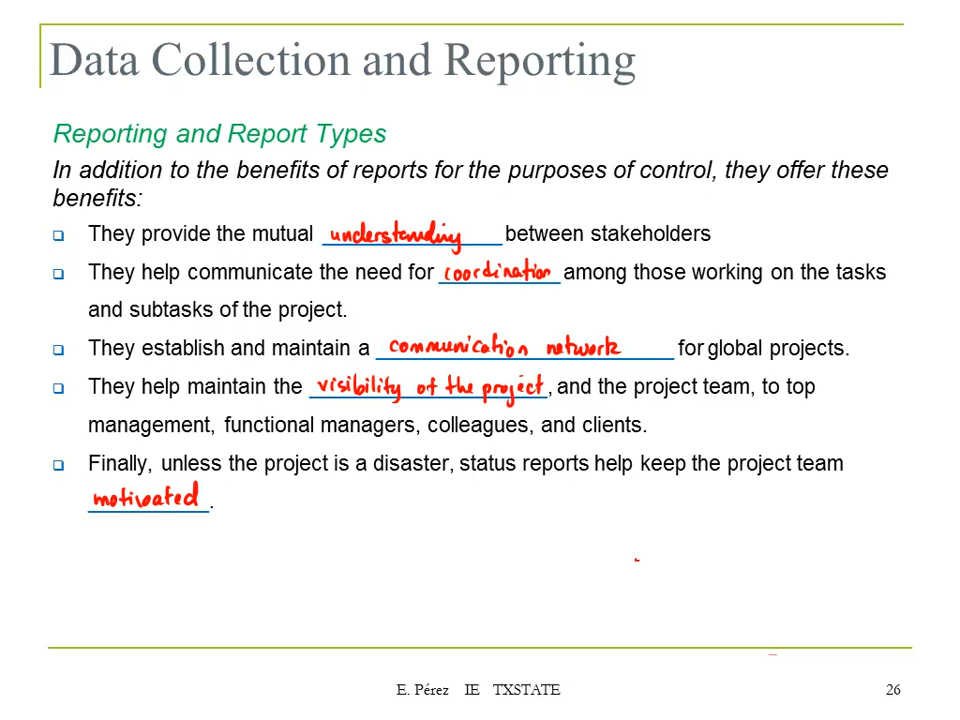 Data Collection and Reporting
Reporting and Report Types
In addition to the benefits of reports for the purposes of control, they offer these
benefits:
❑ They provide the mutual understanding between stakeholders
❑ They help communicate the need for coordination among those working on the tasks
and subtasks of the project.
❑ They establish and maintain a communication network for global projects.
❑ They help maintain the visibility of the project, and the project team, to top
management, functional managers, colleagues, and clients.
❑ Finally, unless the project is a disaster, status reports help keep the project team
motivated.
E. Pérez IE TXSTATE 26